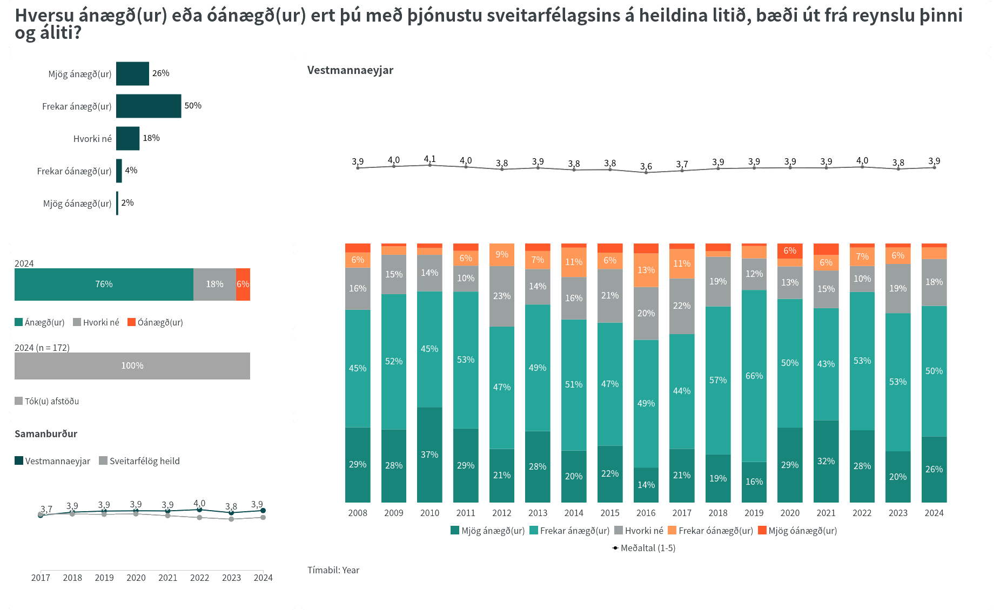 Hversu ánægð(ur) eða óánægð(ur) ert þú með þjónustu sveitarfélagsins á heildina litið, bæði út frá reynslu þinni
og áliti?
Mjög ánægð(ur) 26%
Frekar ánægð(ur) 50%
Hvorki né 18%
Frekar óánægð(ur) 4%
Mjög óánægð(ur) 2%
2024
76% 18% 6%
Ánægð(ur) Hvorki né Óánægð(ur)
2024 (n = 172)
100%
Tók(u) afstöðu
Samanburður
Vestmannaeyjar Sveitarfélög heild
3,7 3,9 3,9 3,9 3,9 4,0 3,8 3,9
2017 2018 2019 2020 2021 2022 2023 2024
Vestmannaeyjar
3,9 4,0 4,1 4,0 3,8 3,9 3,8 3,8 3,6 3,7 3,9 3,9 3,9 3,9 4,0 3,8 3,9
6% 6% 9% 7% 11% 6% 13% 11% 6% 6% 7% 6%
16% 15% 14% 10% 23% 14% 16% 21% 20% 22% 19% 12% 13% 15% 10% 19% 18%
45% 52% 45% 53% 47% 49% 51% 47% 49% 44% 57% 66% 50% 43% 53% 53% 50%
29% 28% 37% 29% 21% 28% 20% 22% 14% 21% 19% 16% 29% 32% 28% 20% 26%
2008 2009 2010 2011 2012 2013 2014 2015 2016 2017 2018 2019 2020 2021 2022 2023 2024
Mjög ánægð(ur) Frekar ánægð(ur) Hvorki né Frekar óánægð(ur) Mjög óánægð(ur)
Meðaltal (1-5)
Tímabil: Year